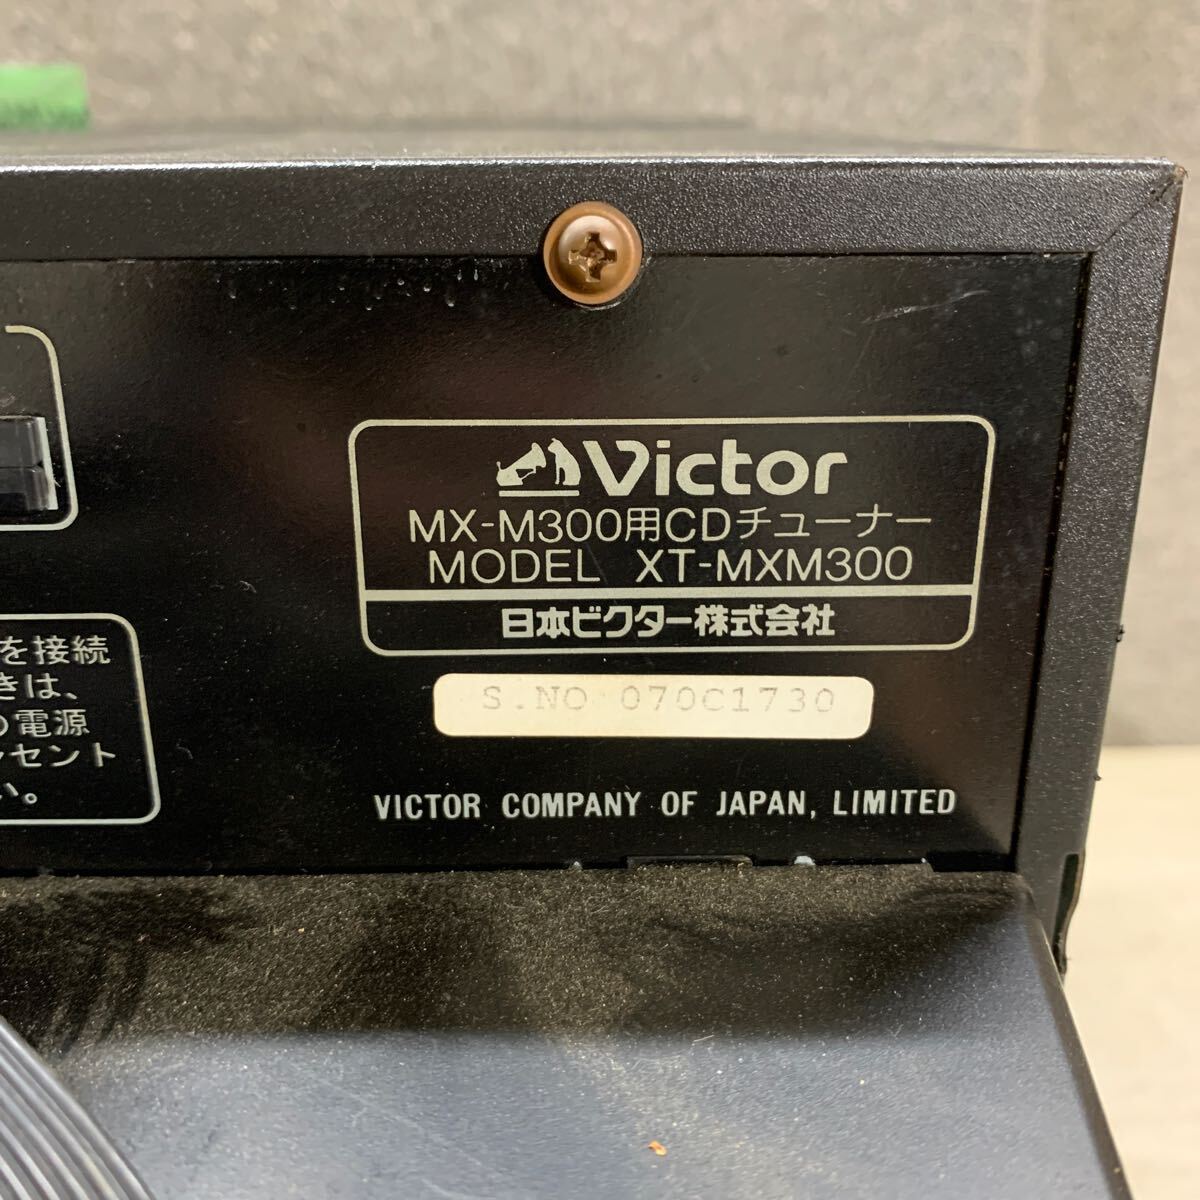 Victor
MX-M300用CDチューナー
MODEL XT-MXM300
日本ビクター株式会社
S.NO 070C1730
VICTOR COMPANY OF JAPAN, LIMITED
を接続
きは、
の電源
ンセント
い。